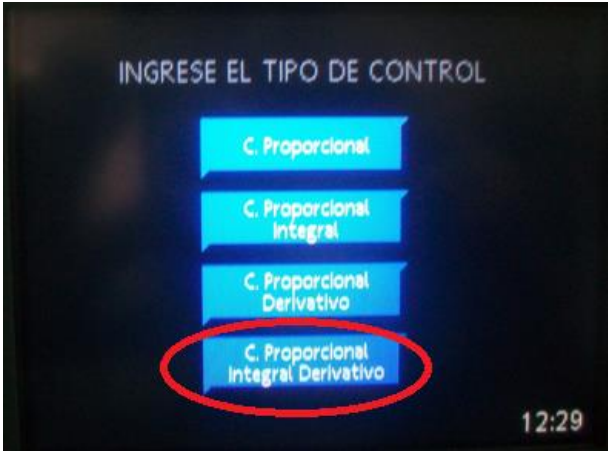 INGRESE EL TIPO DE CONTROL
C. Proporcional
C. Proporcional
Integral
C. Proporcional
Derivativo
C. Proporcional
Integral Derivativo
12:29